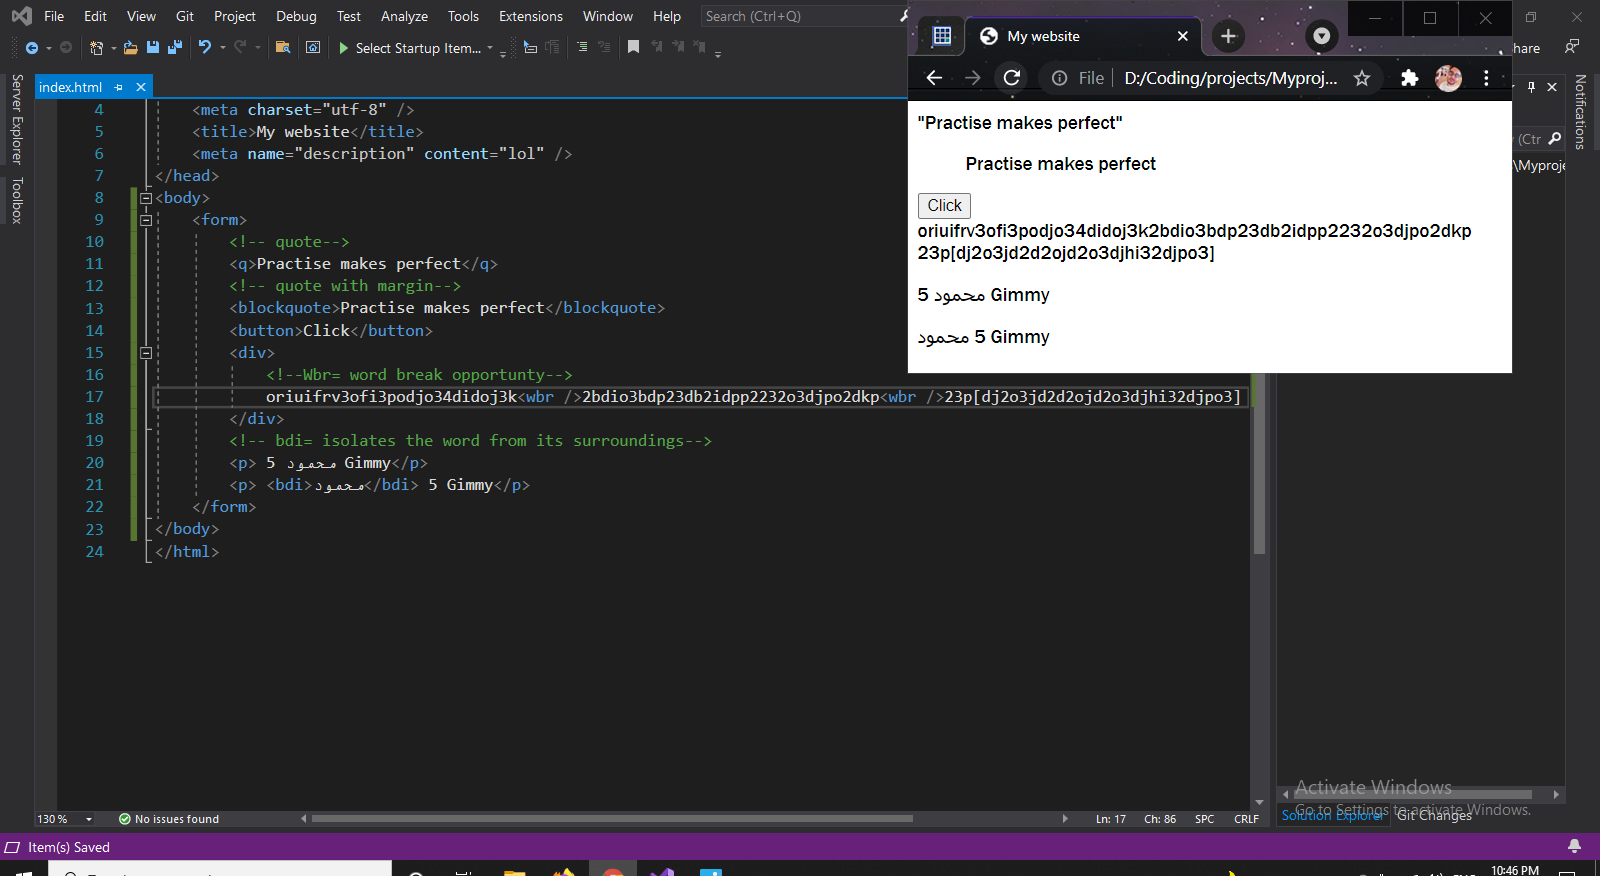 File Edit View Git Project Debug Test Analyze Tools Extensions Window Help Search (Ctrl+Q)
Select Startup Item...
hare
Server Explorer
Toolbox
Notifications
index.html
4 <meta charset="utf-8" />
5 <title>My website</title>
6 <meta name="description" content="lol" />
7 </head>
8 <body>
9 <form>
10 <!-- quote-->
11 <q>Practise makes perfect</q>
12 <!-- quote with margin-->
13 <blockquote>Practise makes perfect</blockquote>
14 <button>Click</button>
15 <div>
16 <!--Wbr= word break opportunty-->
17 oriuifrv3ofi3podjo34didoj3k<wbr />2bdio3bdp23db2idpp2232o3djpo2dkp<wbr />23p[dj2o3jd2d2ojd2o3djhi32djpo3]
18 </div>
19 <!-- bdi= isolates the word from its surroundings-->
20 <p> محمود 5 Gimmy</p>
21 <p> <bdi>محمود</bdi> 5 Gimmy</p>
22 </form>
23 </body>
24 </html>
My website
File D:/Coding/projects/Myproj...
"Practise makes perfect"
Practise makes perfect
Click
oriuifrv3ofi3podjo34didoj3k2bdio3bdp23db2idpp2232o3djpo2dkp
23p[dj2o3jd2d2ojd2o3djhi32djpo3]
محمود 5 Gimmy
محمود 5 Gimmy
(Ctr
\Myproje
130 % No issues found Ln: 17 Ch: 86 SPC CRLF
Activate Windows
Go to Settings to activate Windows.
Solution Explorer Git Changes
Item(s) Saved
10:46 PM